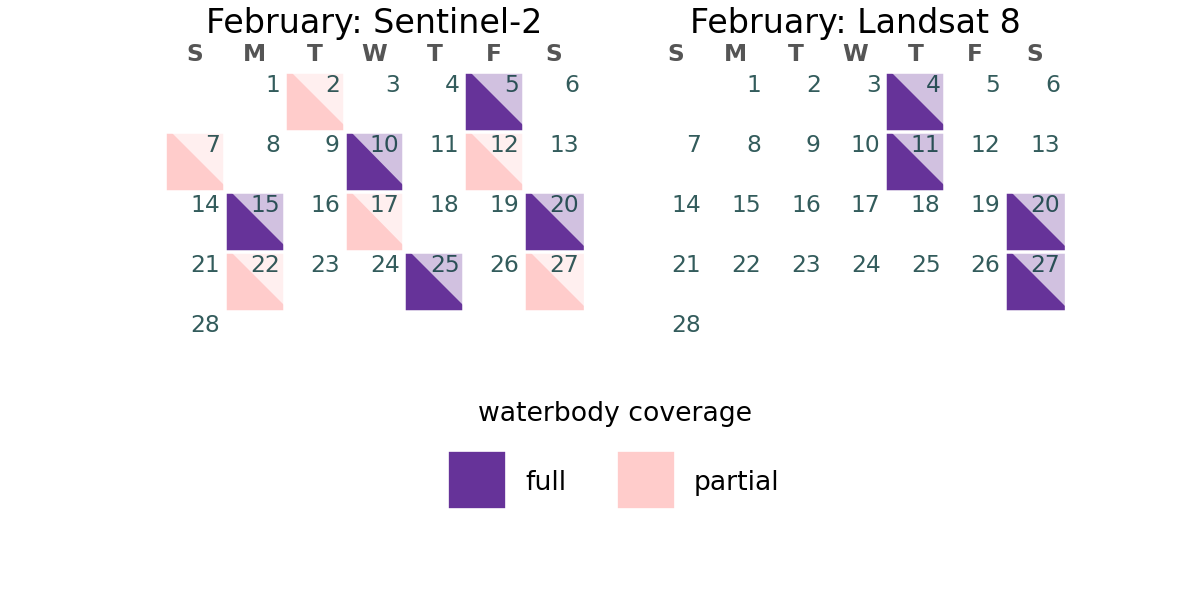 February: Sentinel-2
S M T W T F S
1 2 3 4 5 6
7 8 9 10 11 12 13
14 15 16 17 18 19 20
21 22 23 24 25 26 27
28
February: Landsat 8
S M T W T F S
1 2 3 4 5 6
7 8 9 10 11 12 13
14 15 16 17 18 19 20
21 22 23 24 25 26 27
28
waterbody coverage
full partial